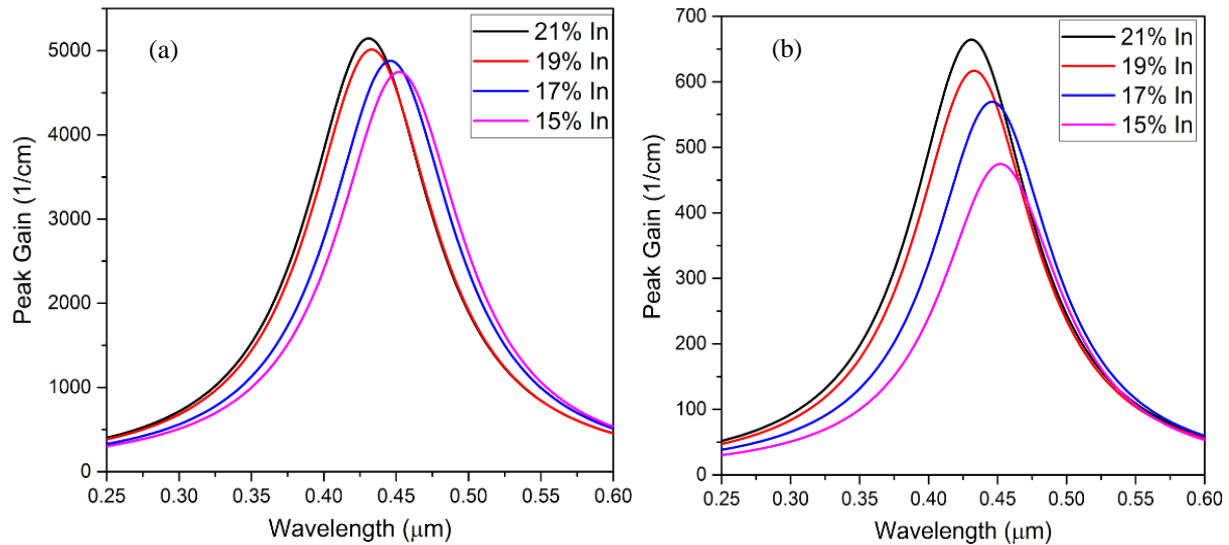 (a)
21% In
19% In
17% In
15% In
Peak Gain (1/cm)
5000
4000
3000
2000
1000
0
0.25 0.30 0.35 0.40 0.45 0.50 0.55 0.60
Wavelength (μm)
(b)
21% In
19% In
17% In
15% In
Peak Gain (1/cm)
700
600
500
400
300
200
100
0
0.25 0.30 0.35 0.40 0.45 0.50 0.55 0.60
Wavelength (μm)